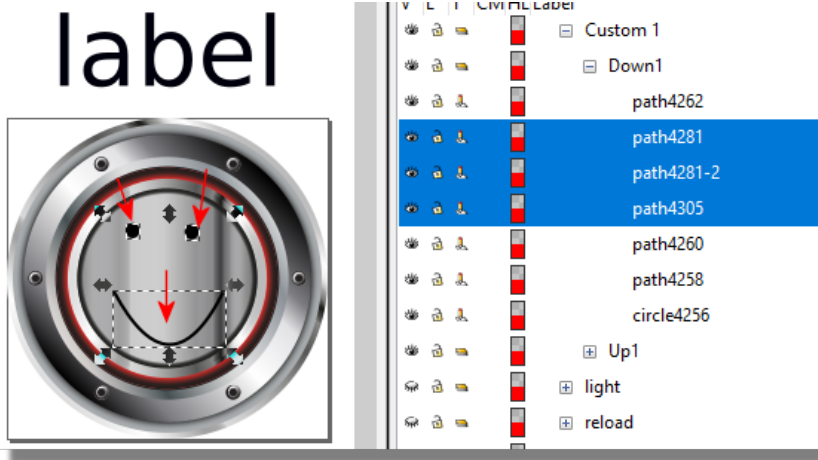 label
V L T CM HL Label
Custom 1
Down1
path4262
path4281
path4281-2
path4305
path4260
path4258
circle4256
Up1
light
reload